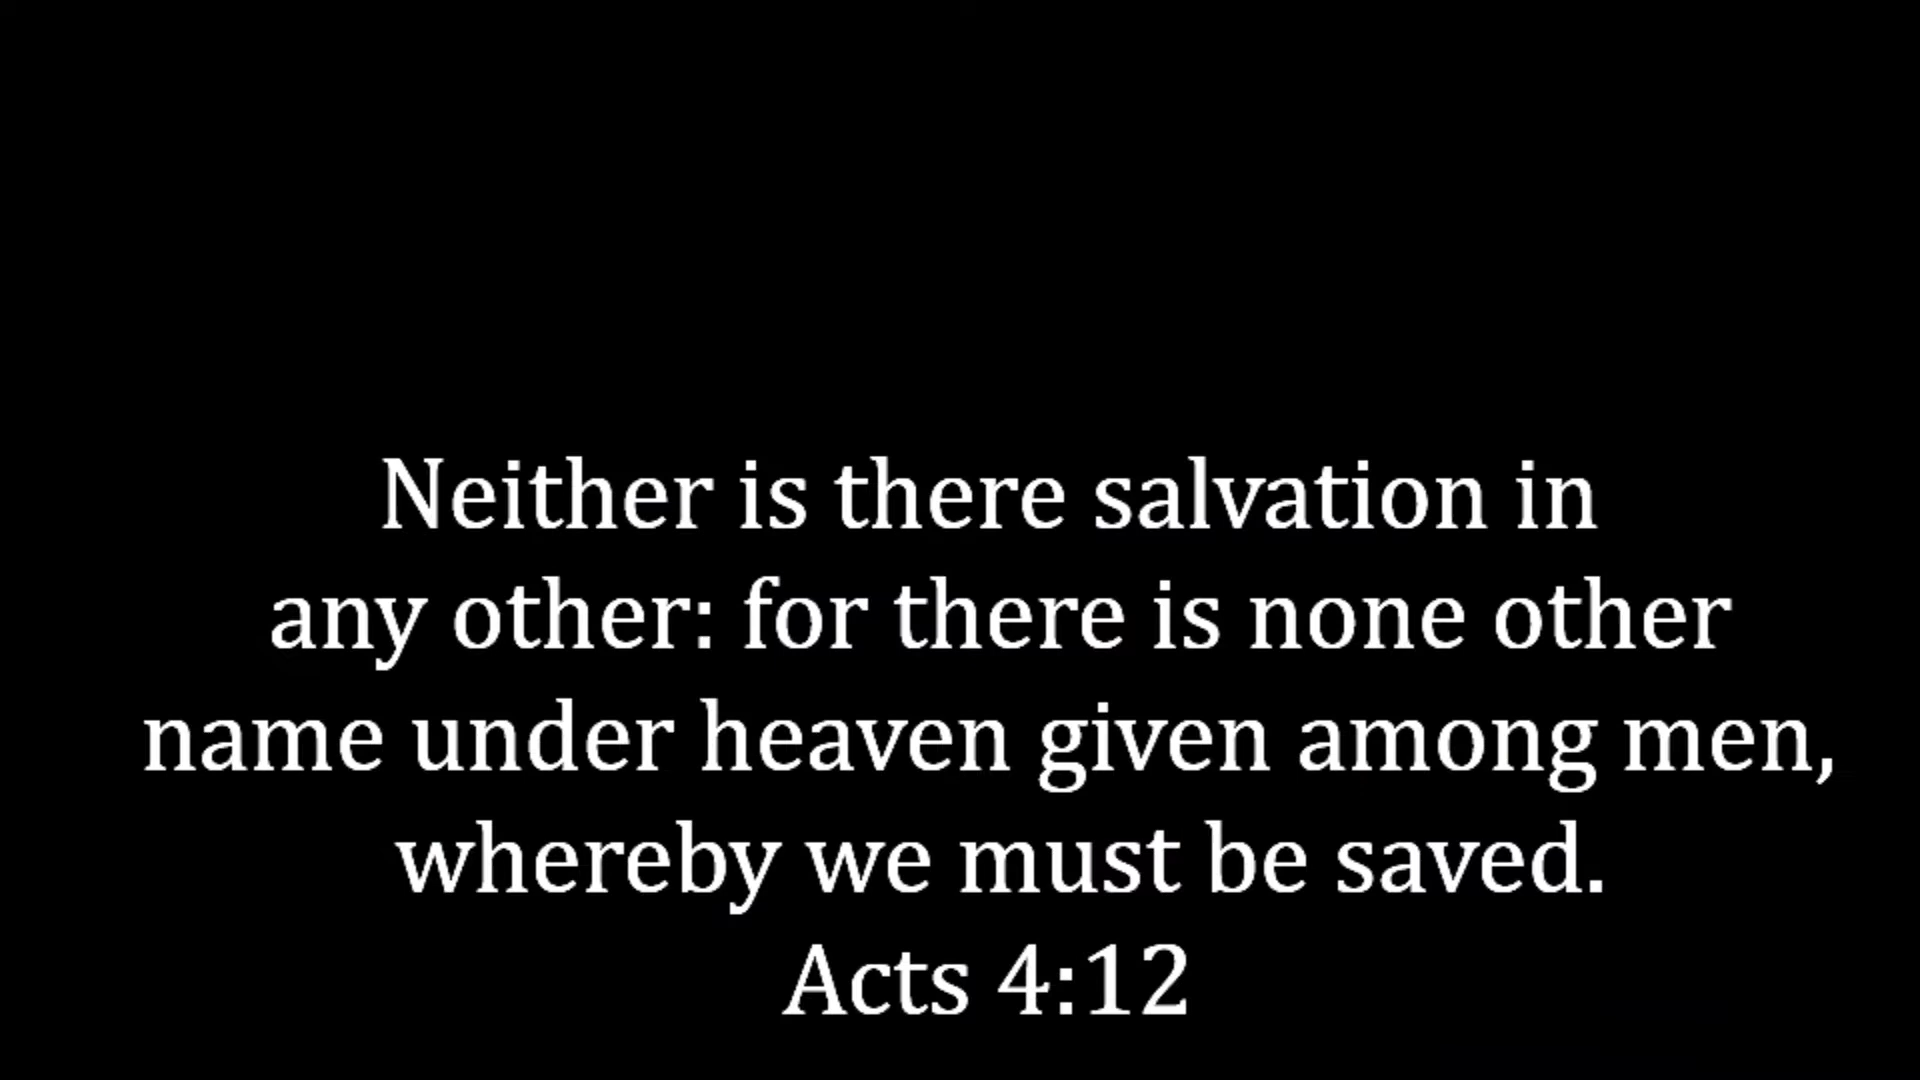 Neither is there salvation in
any other: for there is none other
name under heaven given among men,
whereby we must be saved.
Acts 4:12